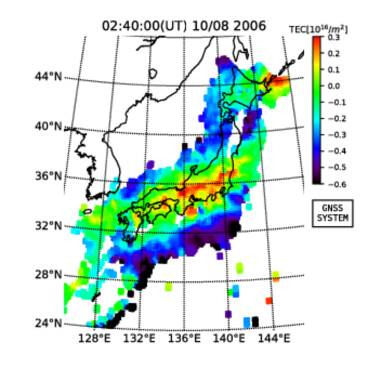 02:40:00(UT) 10/08 2006
TEC[10¹⁶/m²]
0.3
0.2
0.1
0.0
-0.1
-0.2
-0.3
-0.4
-0.5
-0.6
GNSS
SYSTEM
44°N
40°N
36°N
32°N
28°N
24°N
128°E 132°E 136°E 140°E 144°E